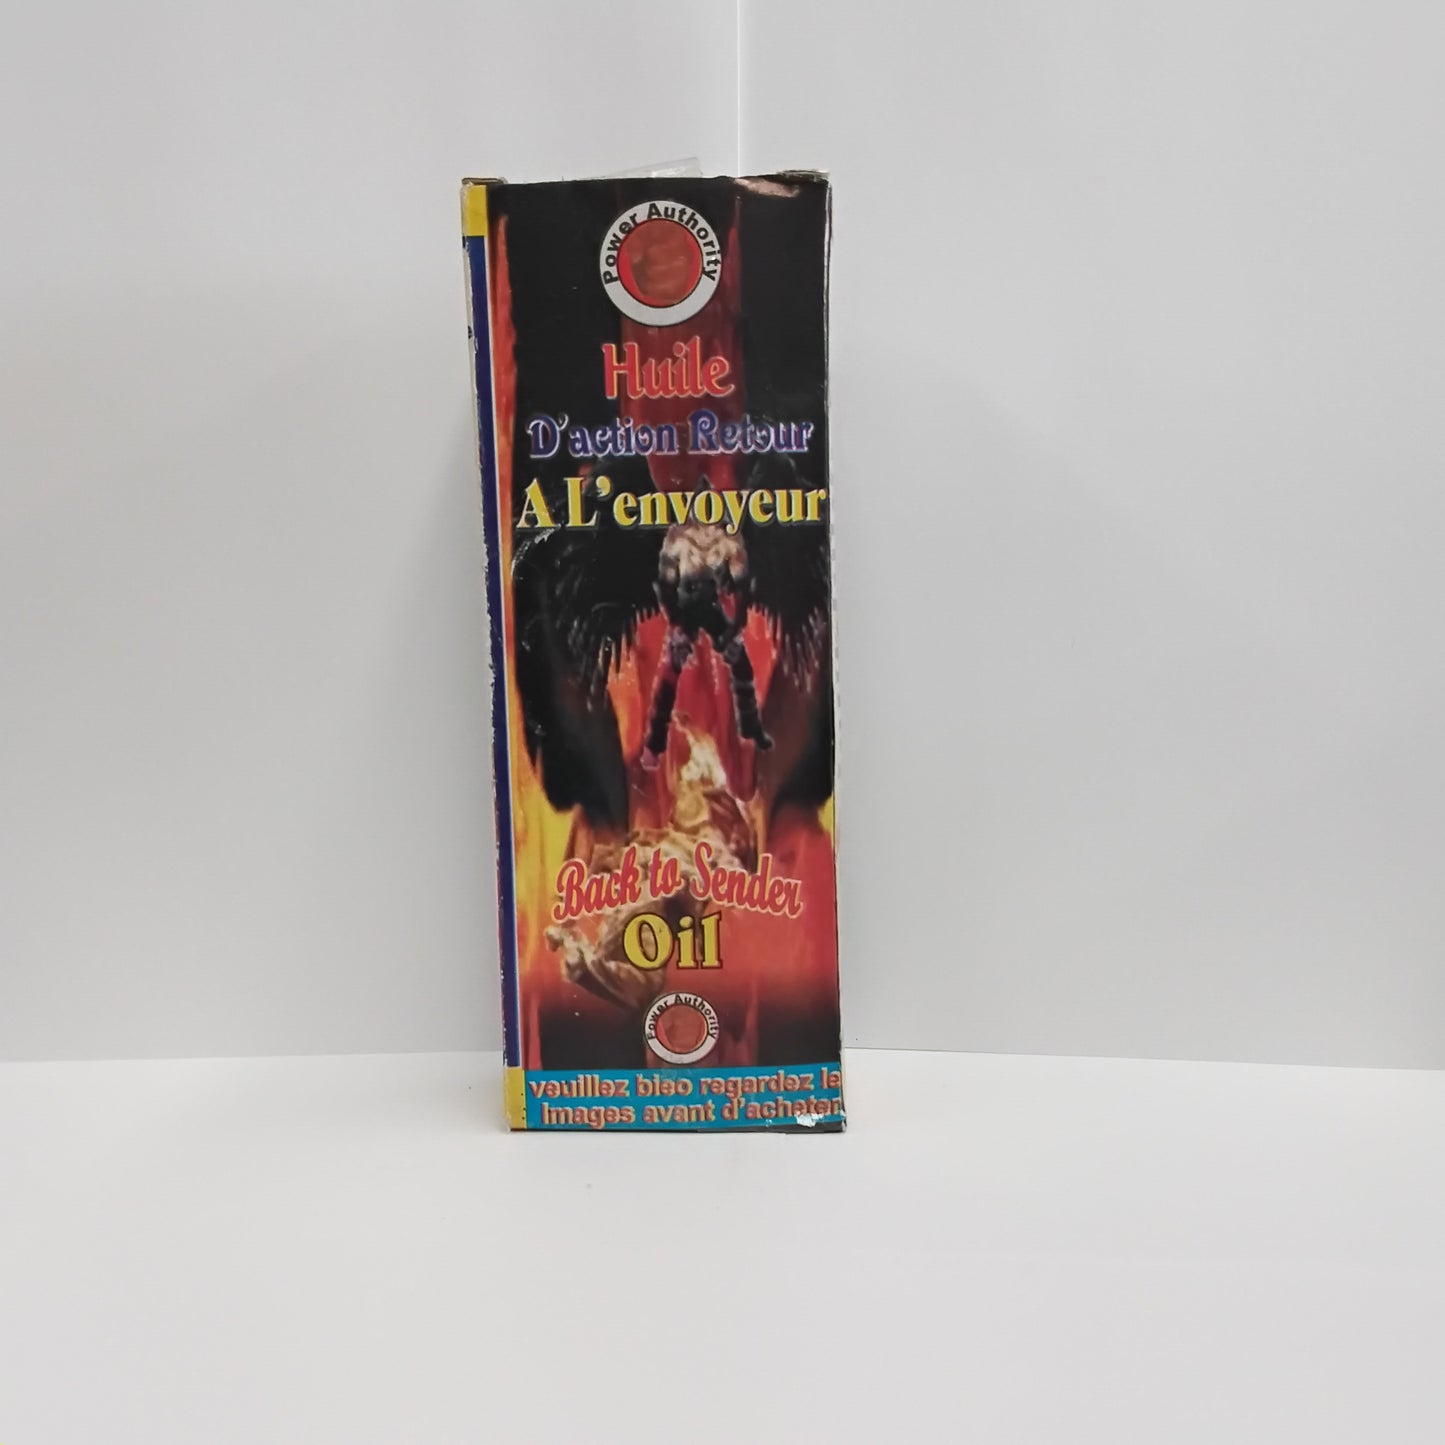 Power Authority
Huile
D'action Retour
A L'envoyeur
Back to Sender
Oil
Power Authority
veuillez bieo regardez le
Images avant d'acheter